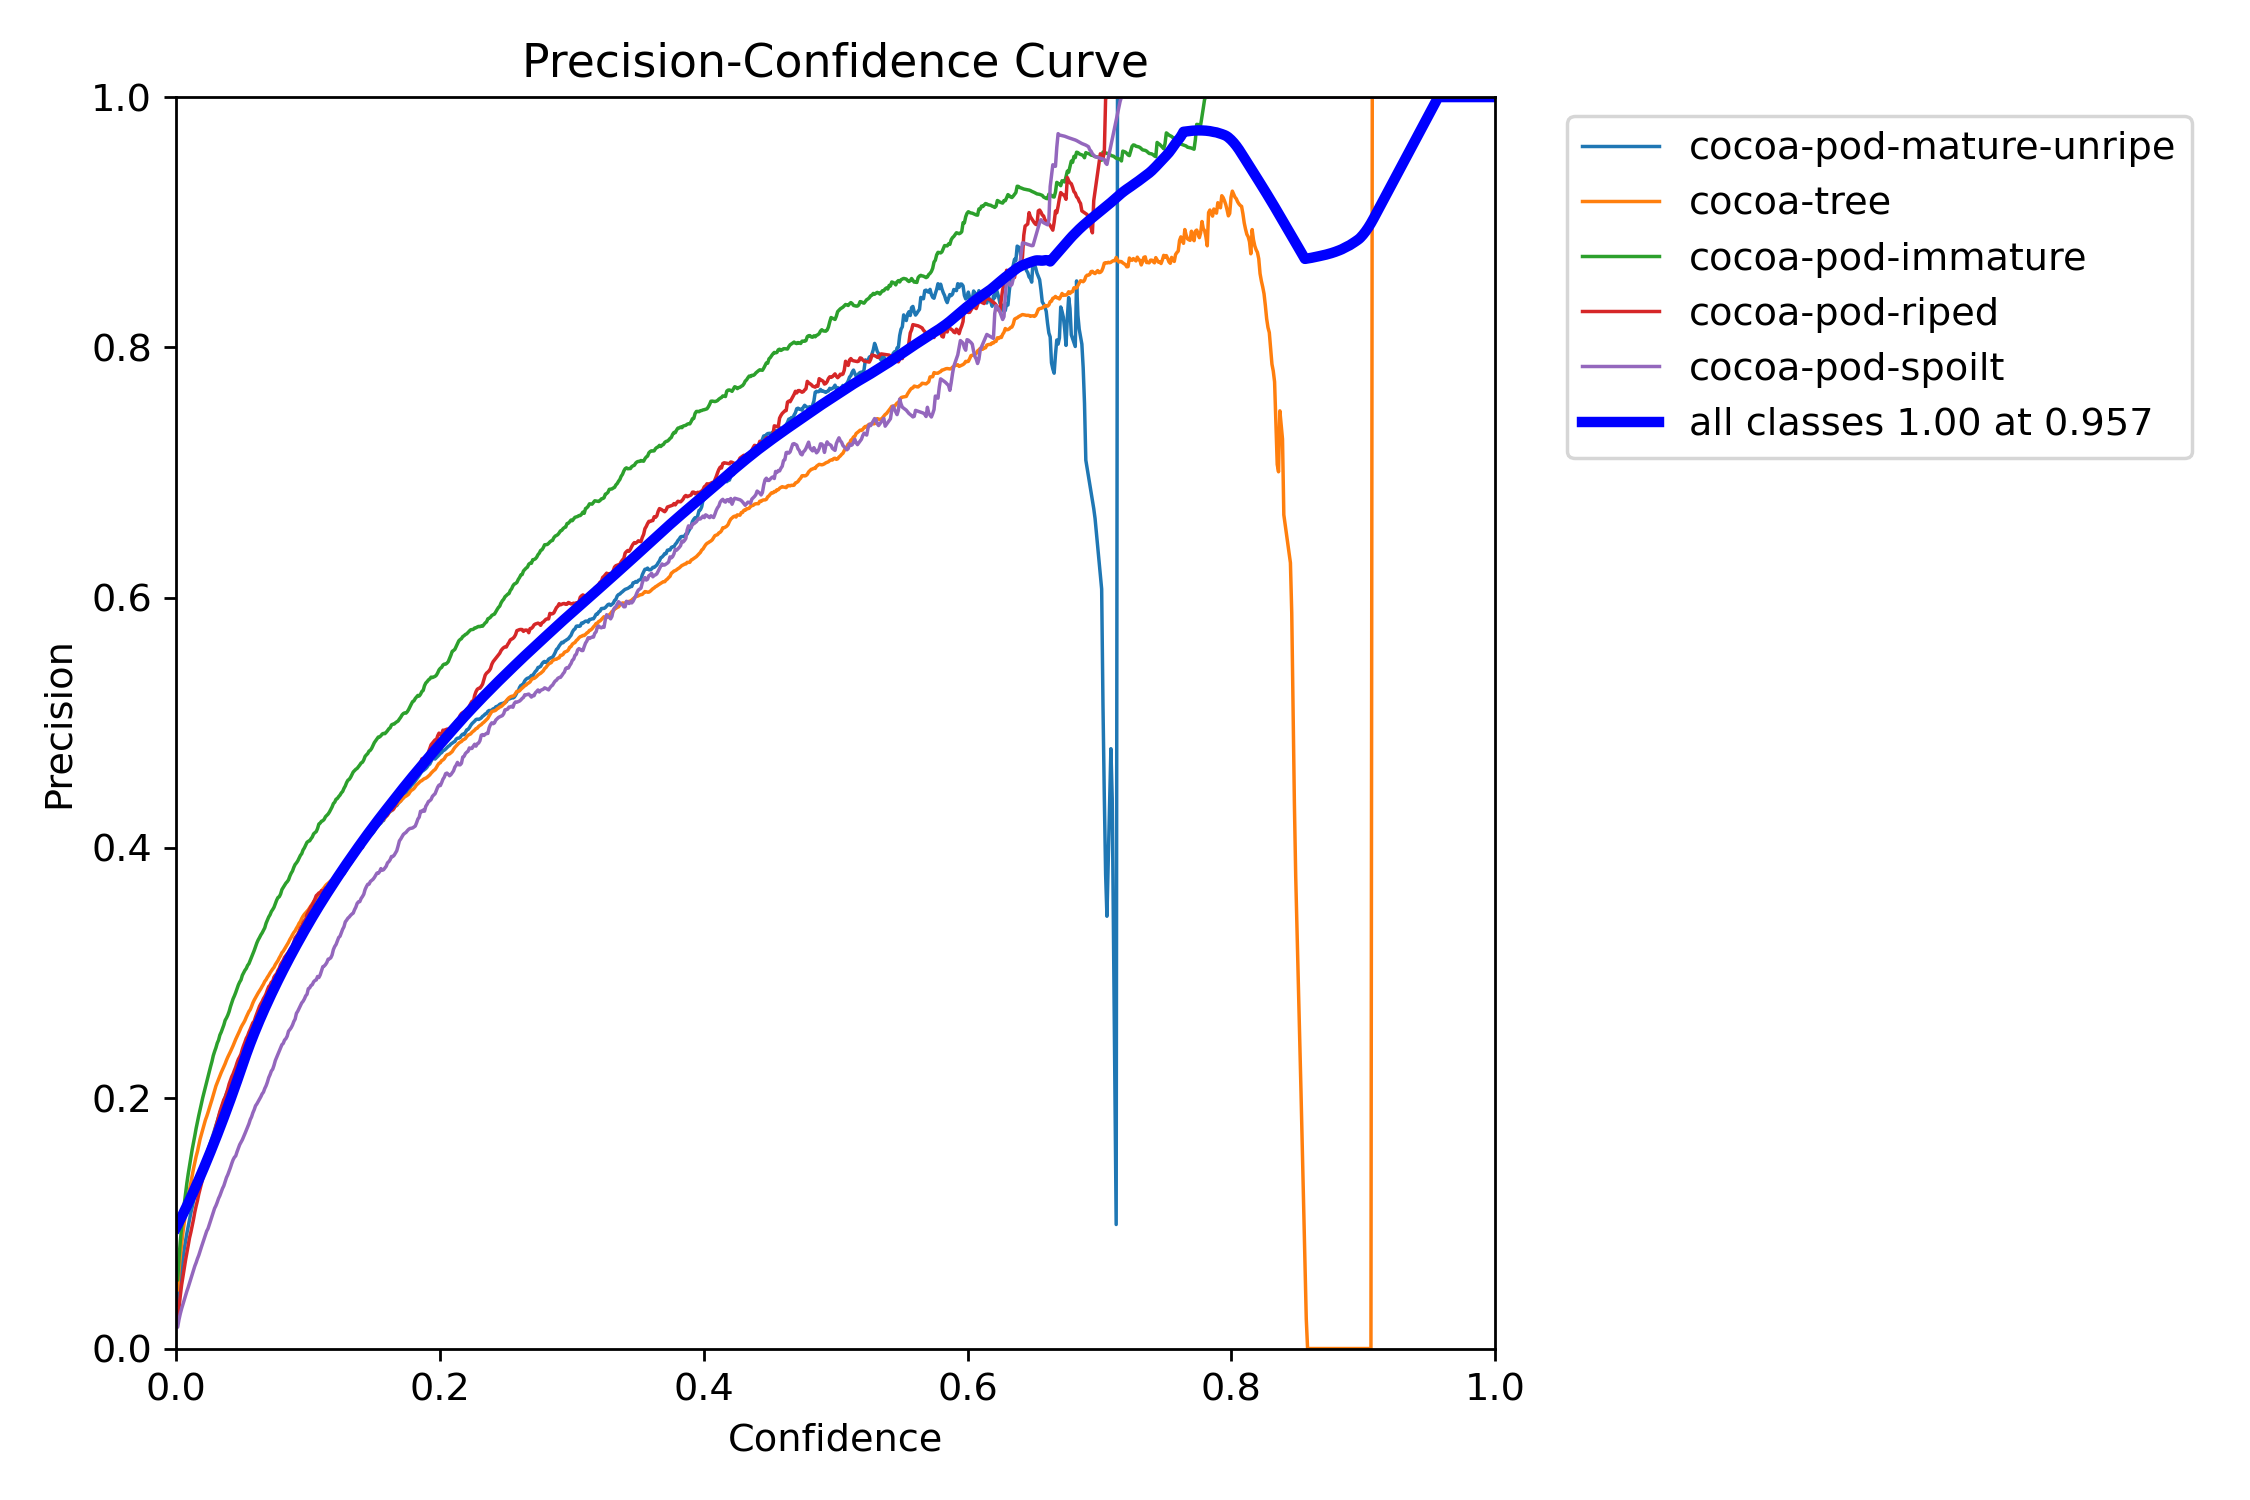 Precision-Confidence Curve
1.0
0.8
0.6
0.4
0.2
0.0
Precision
0.0 0.2 0.4 0.6 0.8 1.0
Confidence
cocoa-pod-mature-unripe
cocoa-tree
cocoa-pod-immature
cocoa-pod-riped
cocoa-pod-spoilt
all classes 1.00 at 0.957